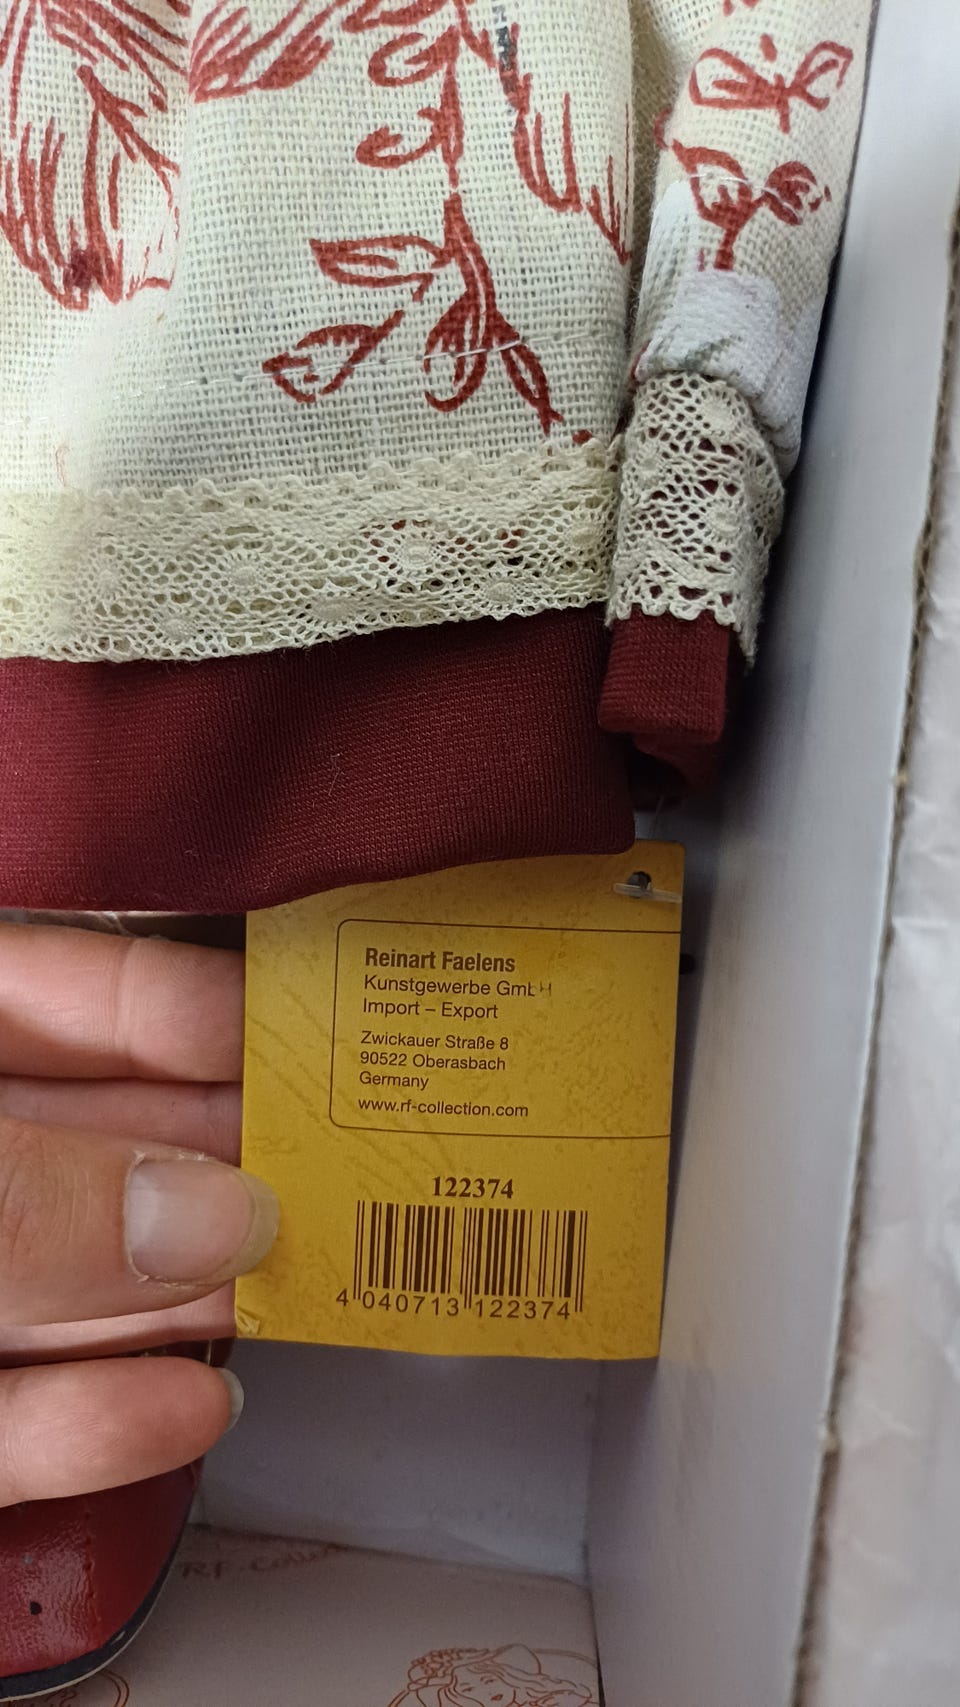 Reinart Faelens
Kunstgewerbe GmbH
Import – Export
Zwickauer Straße 8
90522 Oberasbach
Germany
www.rf-collection.com
122374
4 040713 122374